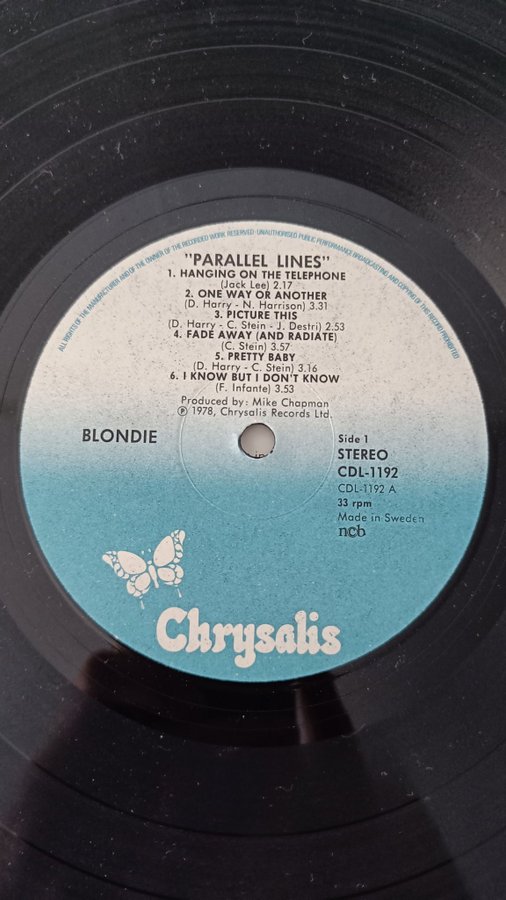 ALL RIGHTS OF THE MANUFACTURER AND OF THE OWNER OF THE RECORDED WORK RESERVED · UNAUTHORISED PUBLIC PERFORMANCE BROADCASTING AND COPYING OF THIS RECORD PROHIBITED
"PARALLEL LINES"
1. HANGING ON THE TELEPHONE
(Jack Lee) 2.17
2. ONE WAY OR ANOTHER
(D. Harry - N. Harrison) 3.31
3. PICTURE THIS
(D. Harry - C. Stein - J. Destri) 2.53
4. FADE AWAY (AND RADIATE)
(C. Stein) 3.57
5. PRETTY BABY
(D. Harry - C. Stein) 3.16
6. I KNOW BUT I DON'T KNOW
(F. Infante) 3.53
Produced by: Mike Chapman
℗ 1978, Chrysalis Records Ltd.
BLONDIE
Side 1
STEREO
CDL-1192
CDL-1192 A
33 rpm
Made in Sweden
ncb
Chrysalis